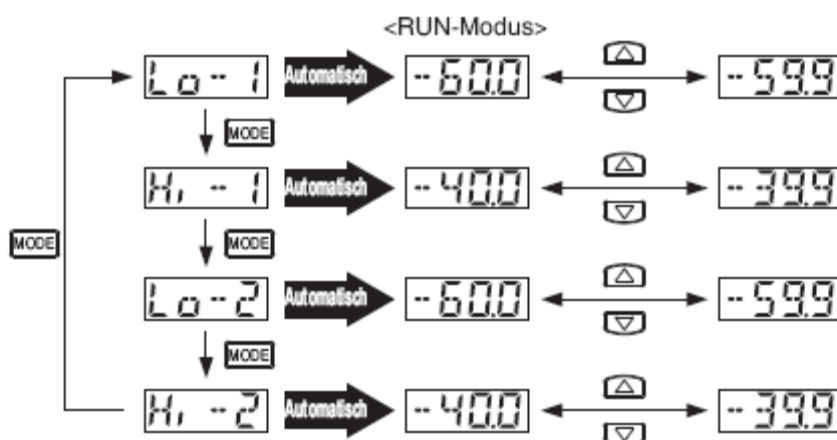 <RUN-Modus>
Lo-1 Automatisch -60.0 -59.9
MODE
Hi-1 Automatisch -40.0 -39.9
MODE MODE
Lo-2 Automatisch -60.0 -59.9
MODE
Hi-2 Automatisch -40.0 -39.9